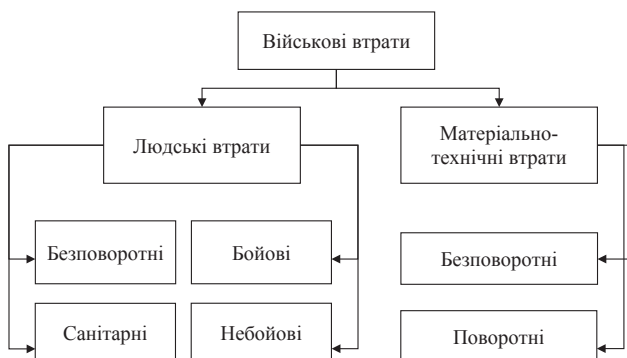 Військові втрати
Людські втрати
Матеріально-
технічні втрати
Безповоротні
Бойові
Безповоротні
Санітарні
Небойові
Поворотні